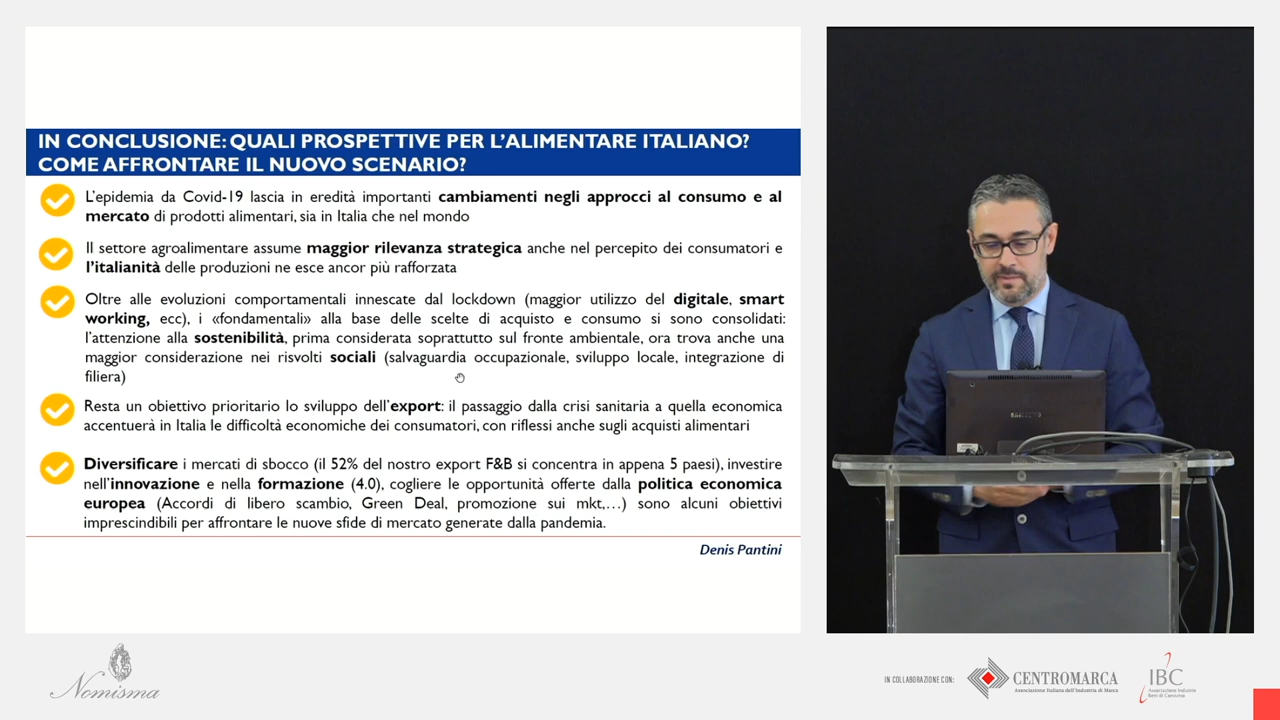 IN CONCLUSIONE: QUALI PROSPETTIVE PER L'ALIMENTARE ITALIANO?
COME AFFRONTARE IL NUOVO SCENARIO?
L'epidemia da Covid-19 lascia in eredità importanti cambiamenti negli approcci al consumo e al
mercato di prodotti alimentari, sia in Italia che nel mondo
Il settore agroalimentare assume maggior rilevanza strategica anche nel percepito dei consumatori e
l'italianità delle produzioni ne esce ancor più rafforzata
Oltre alle evoluzioni comportamentali innescate dal lockdown (maggior utilizzo del digitale, smart
working, ecc), i «fondamentali» alla base delle scelte di acquisto e consumo si sono consolidati:
l'attenzione alla sostenibilità, prima considerata soprattutto sul fronte ambientale, ora trova anche una
maggior considerazione nei risvolti sociali (salvaguardia occupazionale, sviluppo locale, integrazione di
filiera)
Resta un obiettivo prioritario lo sviluppo dell'export: il passaggio dalla crisi sanitaria a quella economica
accentuerà in Italia le difficoltà economiche dei consumatori, con riflessi anche sugli acquisti alimentari
Diversificare i mercati di sbocco (il 52% del nostro export F&B si concentra in appena 5 paesi), investire
nell'innovazione e nella formazione (4.0), cogliere le opportunità offerte dalla politica economica
europea (Accordi di libero scambio, Green Deal, promozione sui mkt,...) sono alcuni obiettivi
imprescindibili per affrontare le nuove sfide di mercato generate dalla pandemia.
Denis Pantini
SAMSUNG
Nomisma
IN COLLABORAZIONE CON:
CENTROMARCA
Associazione Italiana dell'Industria di Marca
IBC
Associazione Industrie
Beni di Consumo